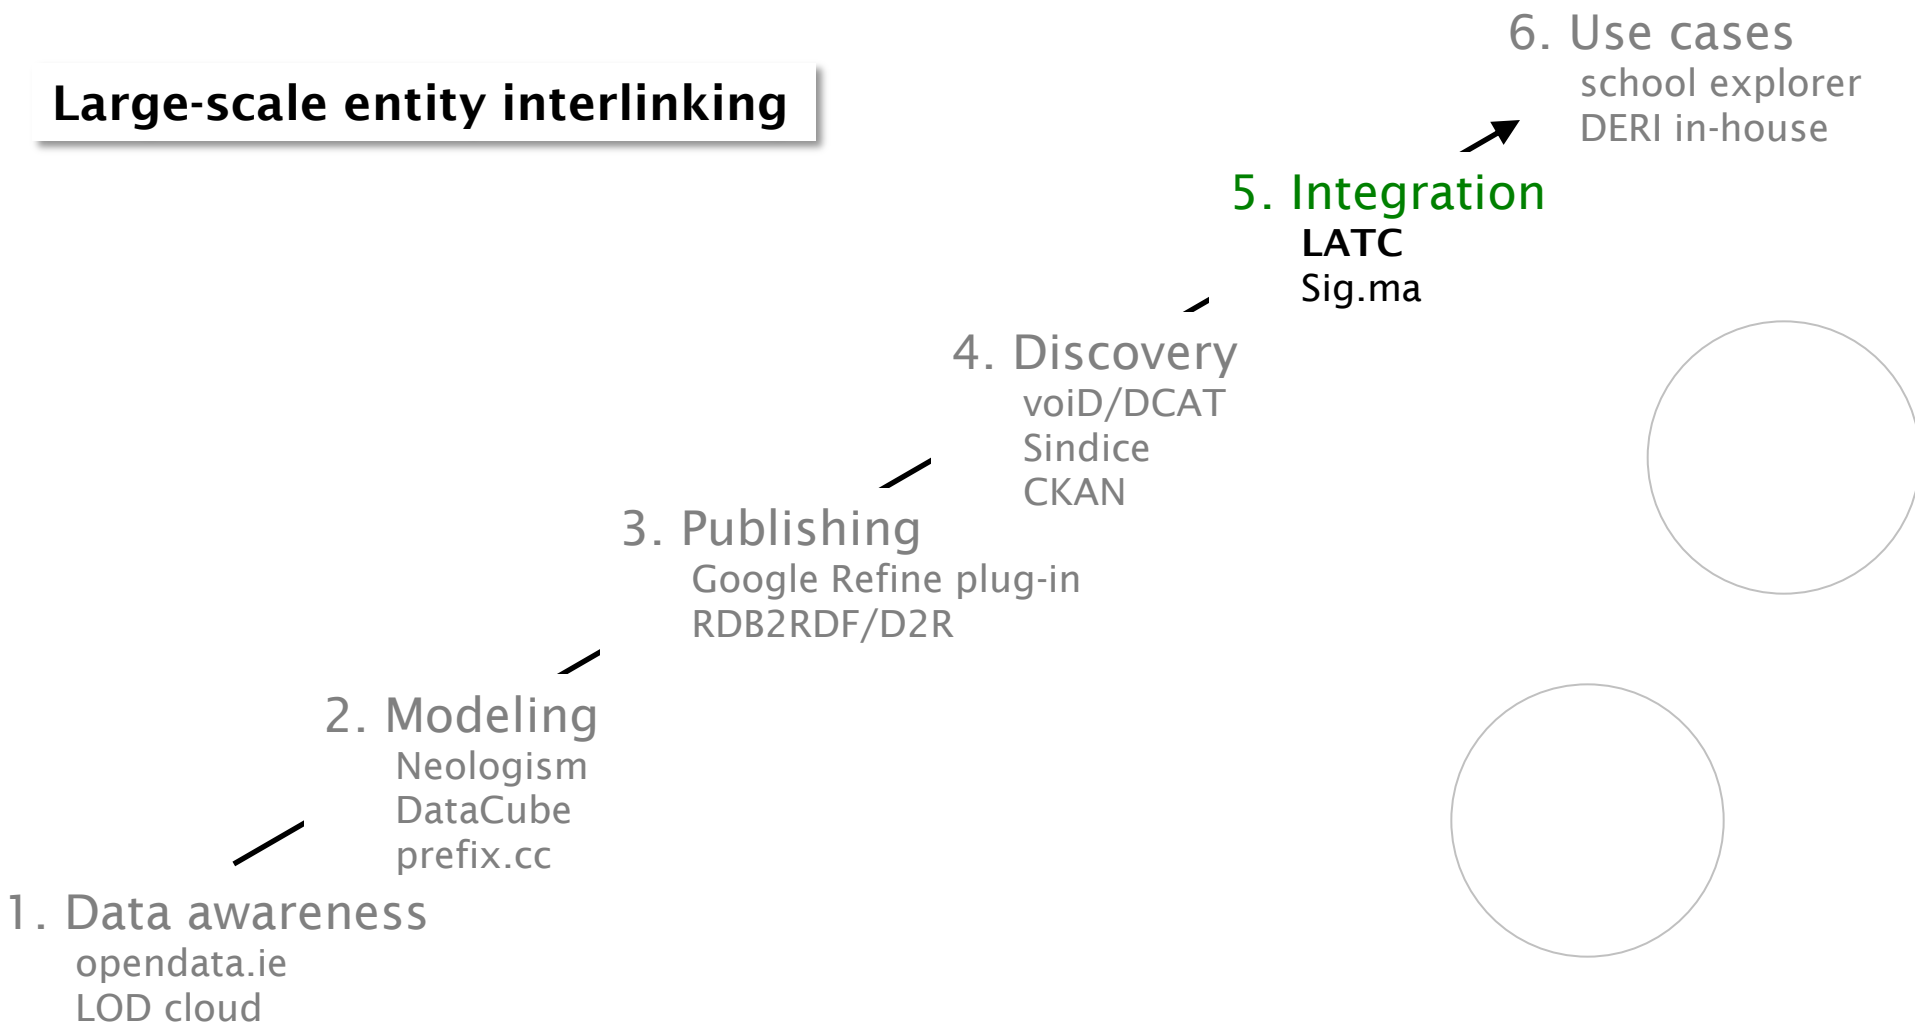 Large-scale entity interlinking
6. Use cases
school explorer
DERI in-house
5. Integration
LATC
Sig.ma
4. Discovery
voiD/DCAT
Sindice
CKAN
3. Publishing
Google Refine plug-in
RDB2RDF/D2R
2. Modeling
Neologism
DataCube
prefix.cc
1. Data awareness
opendata.ie
LOD cloud